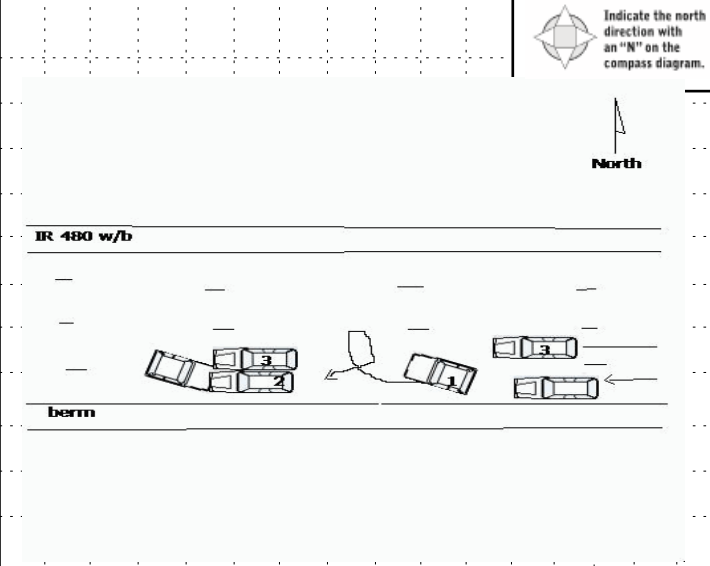 Indicate the north
direction with
an "N" on the
compass diagram.
North
IR 480 w/b
3
3
2
1
berm